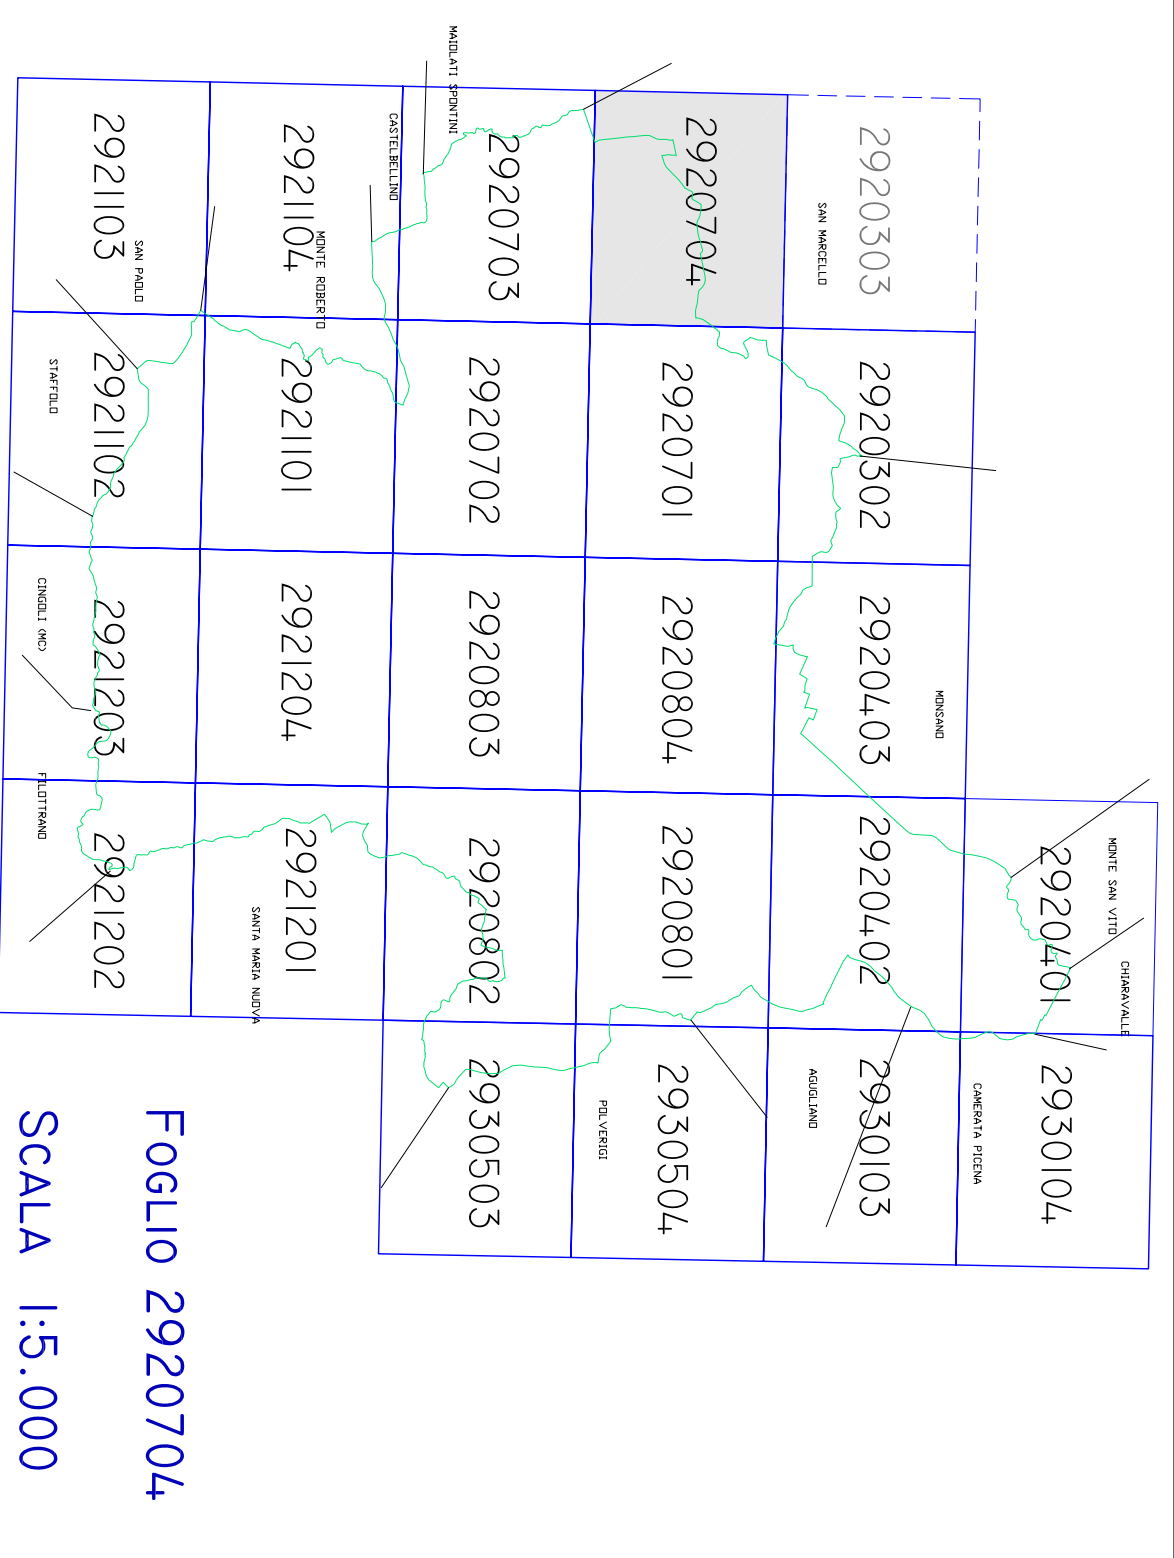 CHIARAVALLE
MONTE SAN VITO
2920401
2930104
CAMERATA PICENA
MONSANO
2920303
2920302
2920403
2920402
2930103
SAN MARCELLO
AGUGLIANO
2920704
2920701
2920804
2920801
2930504
POLVERIGI
2920703
2920702
2920803
2920802
2930503
MAIOLATI SPONTINI
CASTELBELLINO
MONTE ROBERTO
2921104
2921101
2921204
2921201
SANTA MARIA NUOVA
FOGLIO 2920704
SAN PAOLO
2921103
2921102
2921203
2921202
STAFFOLO
CINGOLI (MC)
FILOTTRANO
SCALA 1:5.000